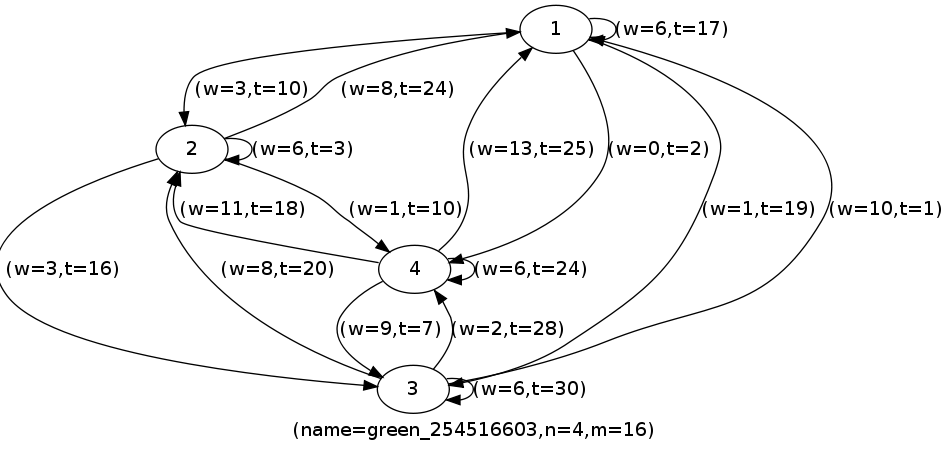 1 (w=6,t=17)
(w=3,t=10) (w=8,t=24)
2 (w=6,t=3) (w=13,t=25) (w=0,t=2)
(w=11,t=18) (w=1,t=10) (w=1,t=19) (w=10,t=1)
(w=3,t=16) (w=8,t=20) 4 (w=6,t=24)
(w=9,t=7) (w=2,t=28)
3 (w=6,t=30)
(name=green_254516603,n=4,m=16)